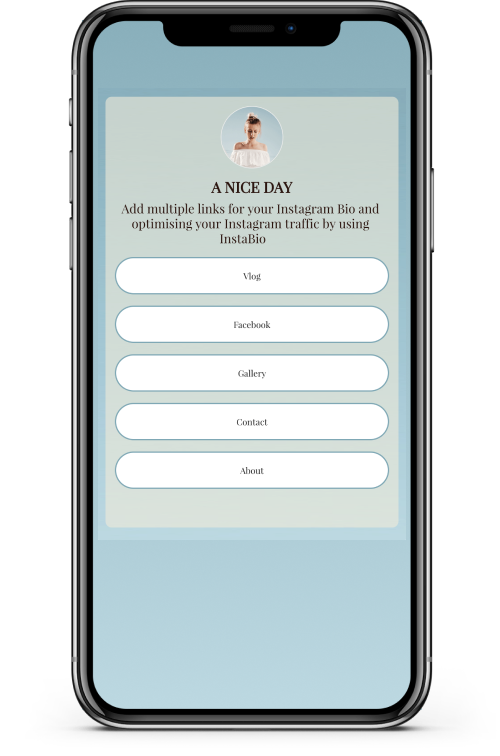 A NICE DAY
Add multiple links for your Instagram Bio and
optimising your Instagram traffic by using
InstaBio
Vlog
Facebook
Gallery
Contact
About